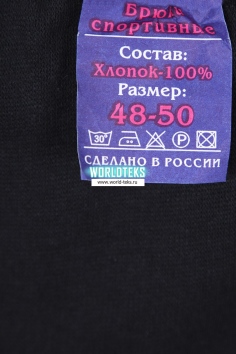 Брюки
спортивные
Состав:
Хлопок-100%
Размер:
48-50
30°
P
СДЕЛАНО В РОССИИ
WORLDTEKS
www.world-teks.ru